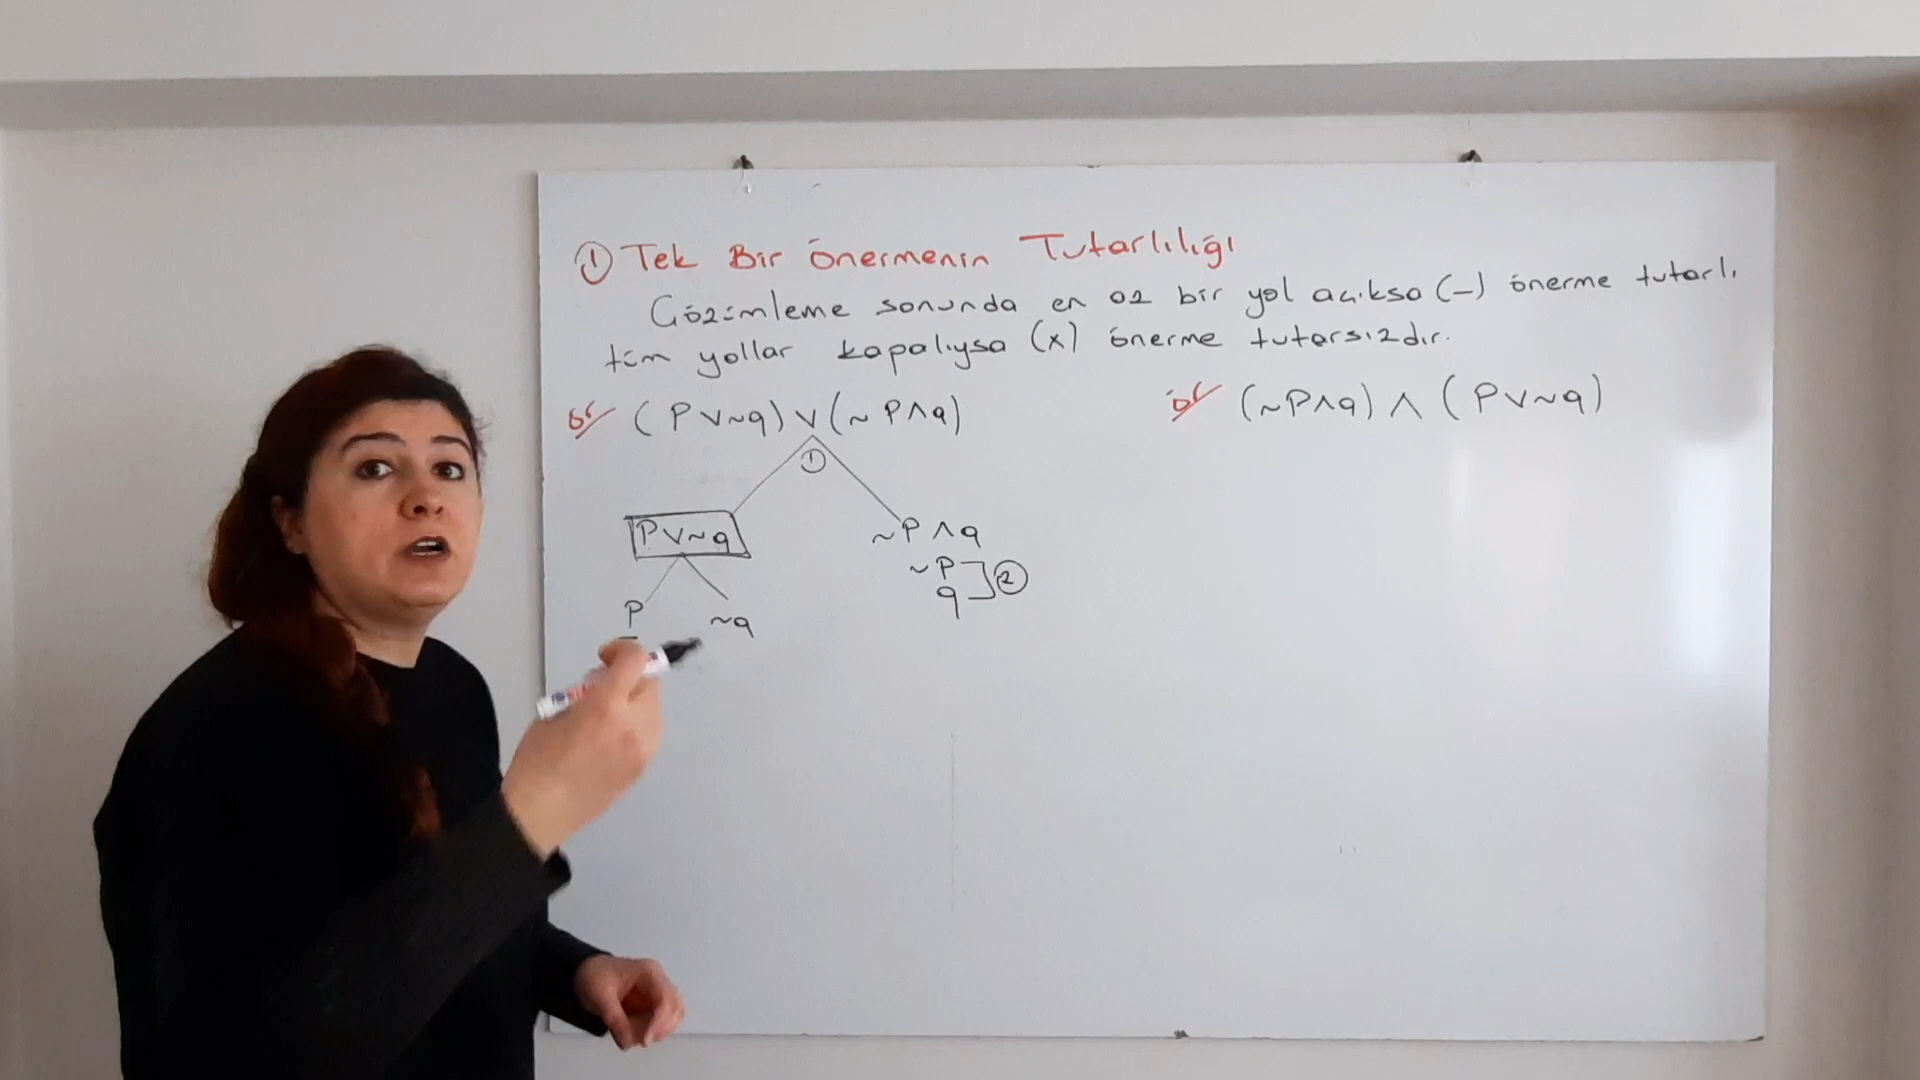 ① Tek Bir önermenin Tutarlılığı
Çözümleme sonunda en az bir yol açıksa (-) önerme tutarlı
tüm yollar kapalıysa (x) önerme tutarsızdır.
ör (P∨~q)∨(~P∧q)
ör (~P∧q)∧(P∨~q)
①
P∨~q
~P∧q
~P
q
②
P
~q